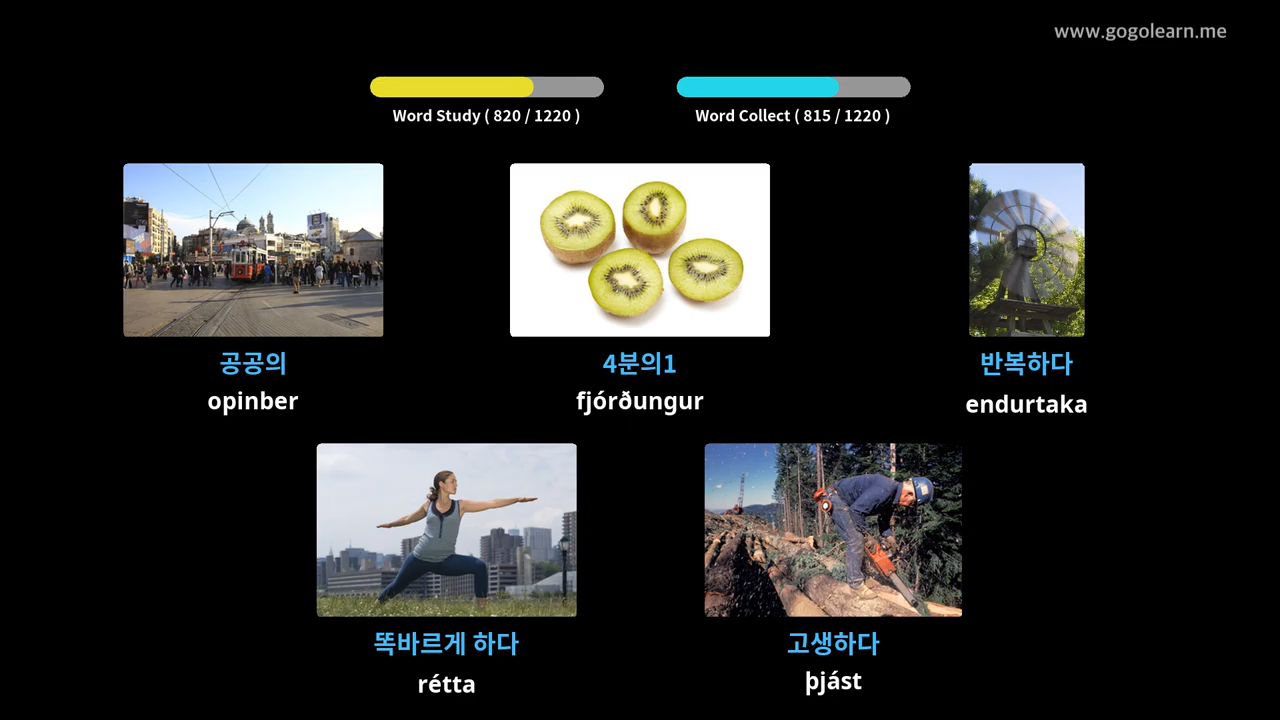 www.gogolearn.me
Word Study ( 820 / 1220 )
Word Collect ( 815 / 1220 )
공공의
opinber
4분의1
fjórðungur
반복하다
endurtaka
똑바르게 하다
rétta
고생하다
þjást